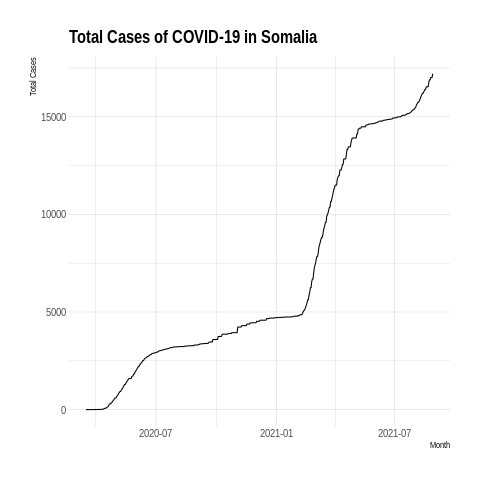 Total Cases of COVID-19 in Somalia
Total Cases
15000
10000
5000
0
2020-07
2021-01
2021-07
Month